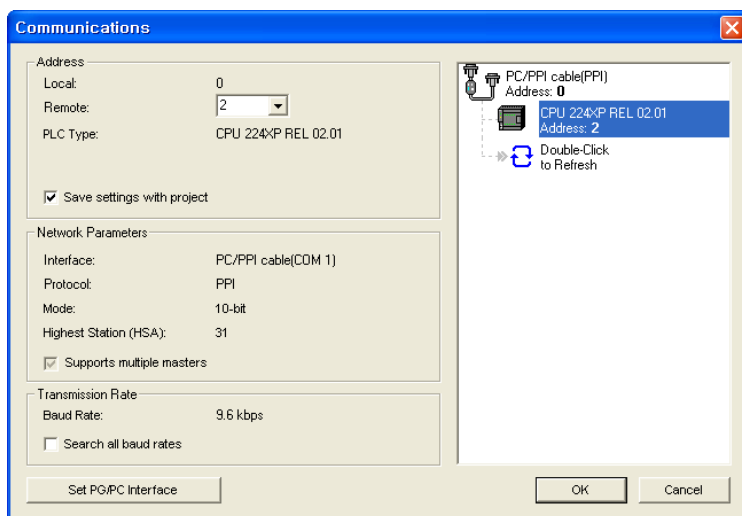 Communications
Address
Local: 0
Remote: 2
PLC Type: CPU 224XP REL 02.01
Save settings with project
Network Parameters
Interface: PC/PPI cable(COM 1)
Protocol: PPI
Mode: 10-bit
Highest Station (HSA): 31
Supports multiple masters
Transmission Rate
Baud Rate: 9.6 kbps
Search all baud rates
Set PG/PC Interface
PC/PPI cable(PPI)
Address: 0
CPU 224XP REL 02.01
Address: 2
Double-Click
to Refresh
OK
Cancel